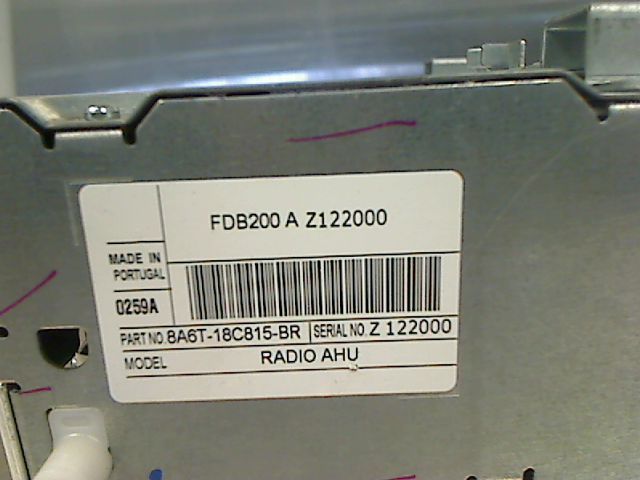 FDB200 A Z122000
MADE IN
PORTUGAL
0259A
PART NO. 8A6T-18C815-BR SERIAL NO. Z 122000
MODEL RADIO AHU